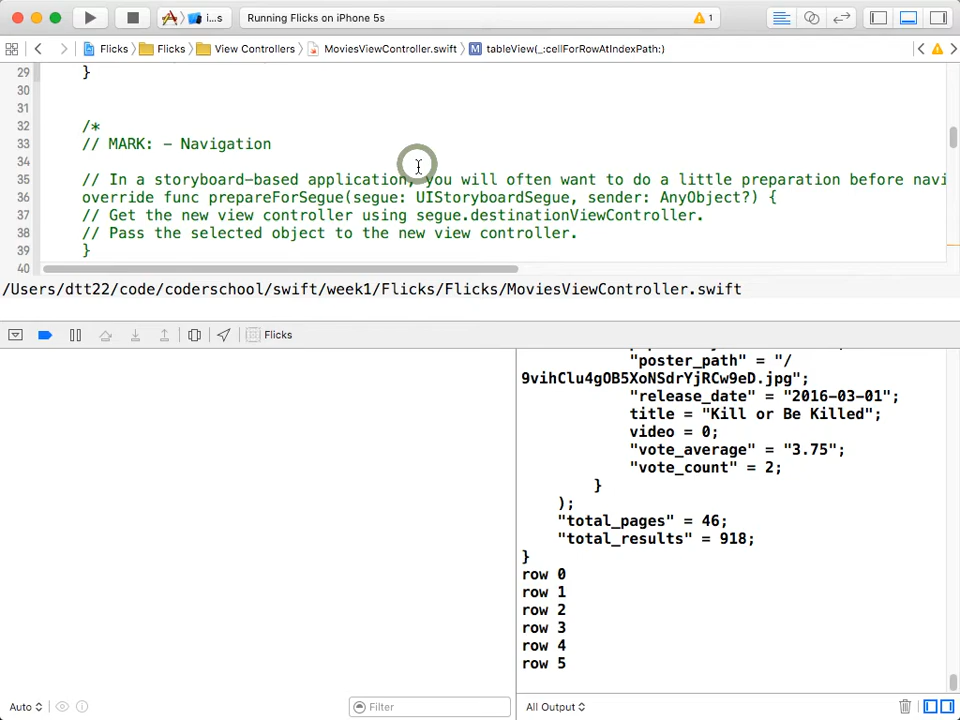 i...s
Running Flicks on iPhone 5s
1
Flicks
Flicks
View Controllers
MoviesViewController.swift
M
tableView(_:cellForRowAtIndexPath:)
29 }
30
31
32 /*
33 // MARK: - Navigation
34
35 // In a storyboard-based application, you will often want to do a little preparation before navi
36 override func prepareForSegue(segue: UIStoryboardSegue, sender: AnyObject?) {
37 // Get the new view controller using segue.destinationViewController.
38 // Pass the selected object to the new view controller.
39 }
40
/Users/dtt22/code/coderschool/swift/week1/Flicks/Flicks/MoviesViewController.swift
Flicks
"poster_path" = "/
9vihClu4gOB5XoNSdrYjRCw9eD.jpg";
"release_date" = "2016-03-01";
title = "Kill or Be Killed";
video = 0;
"vote_average" = "3.75";
"vote_count" = 2;
}
);
"total_pages" = 46;
"total_results" = 918;
}
row 0
row 1
row 2
row 3
row 4
row 5
Auto
Filter
All Output